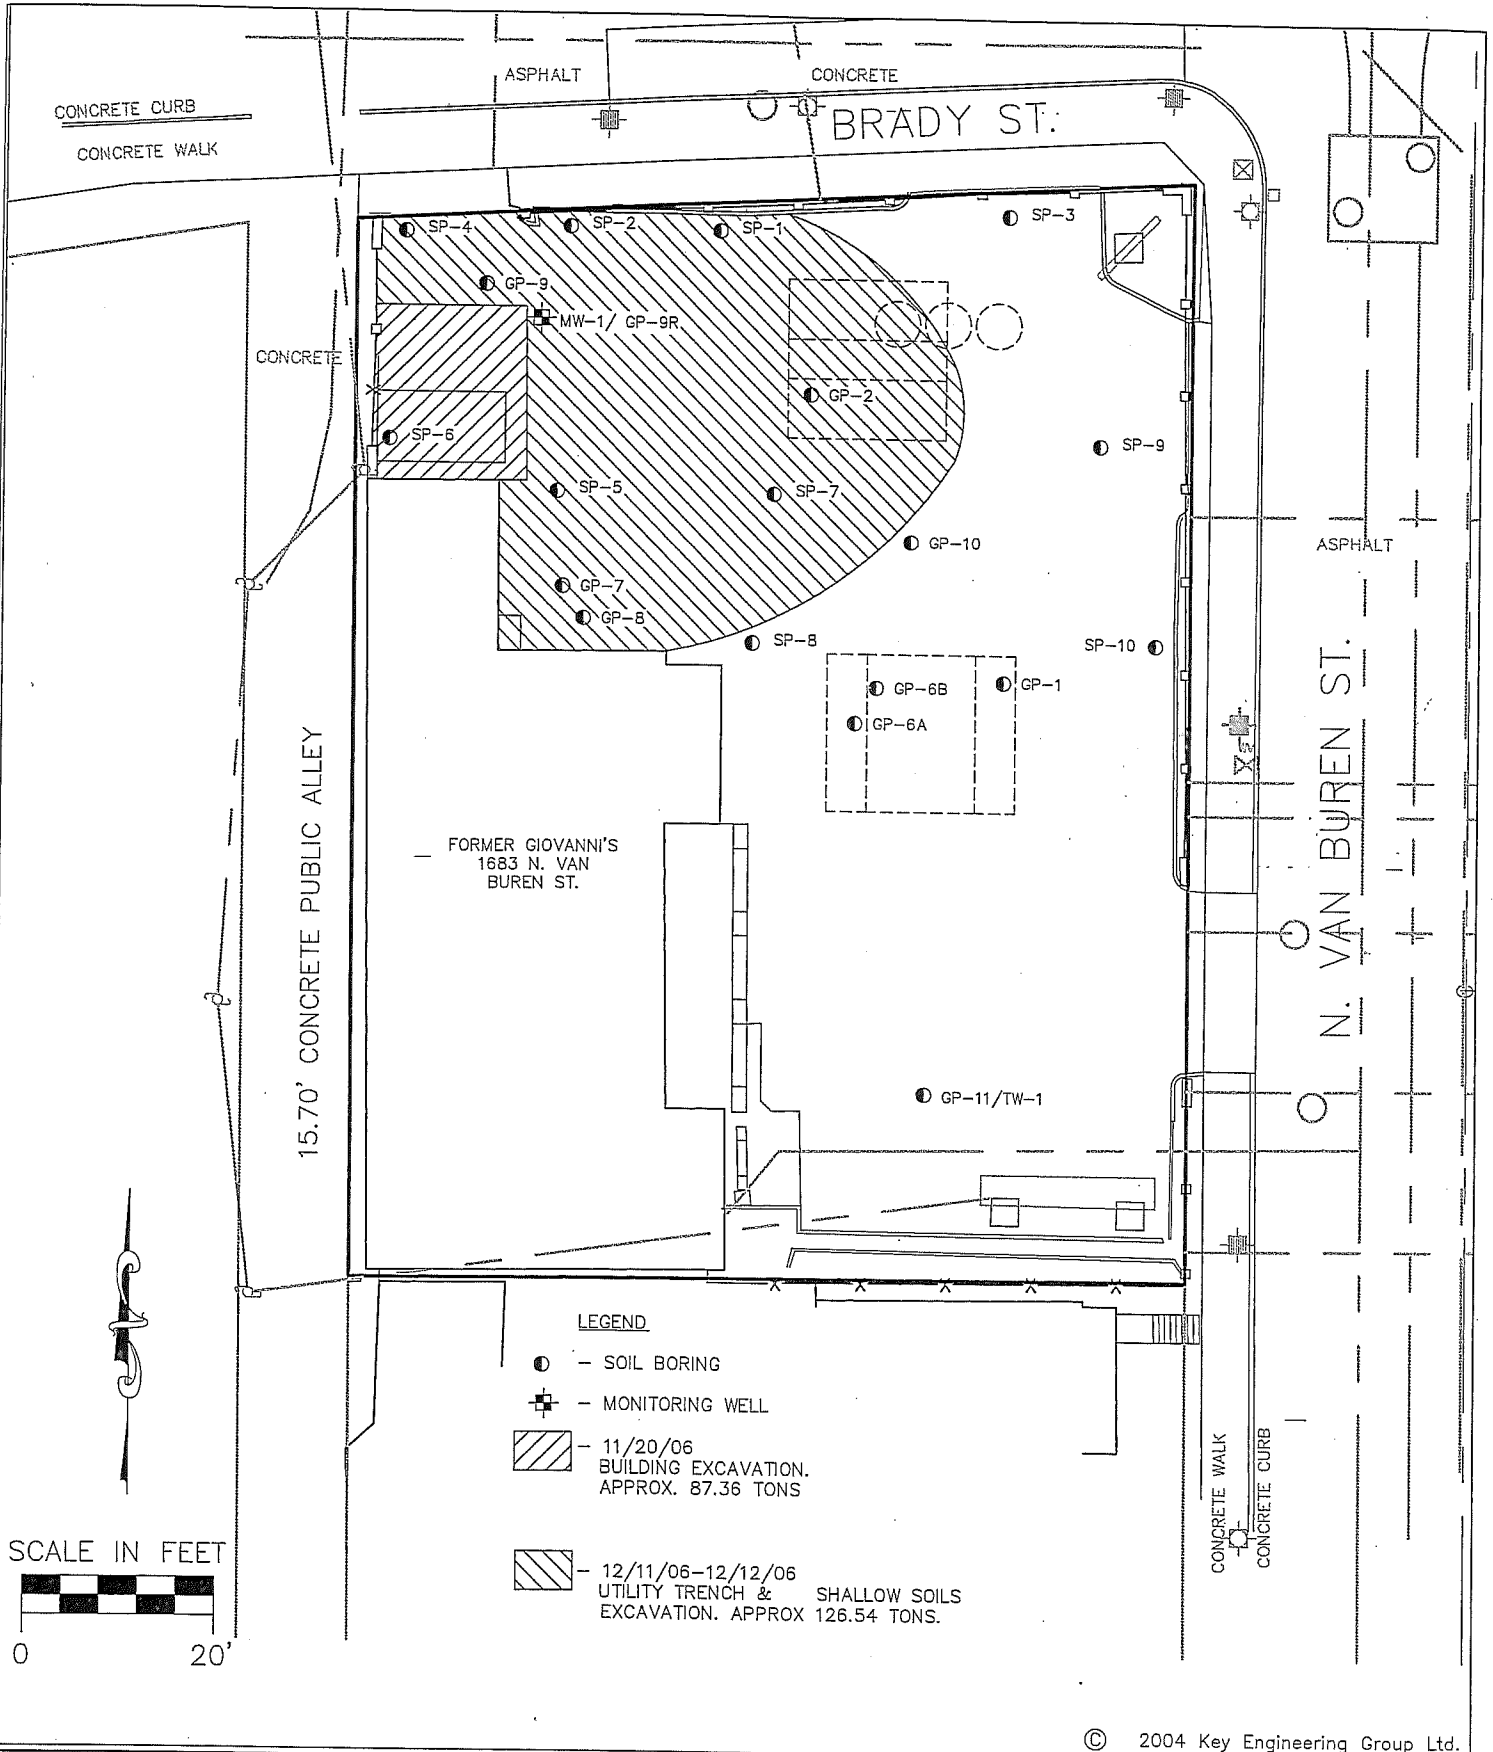 ASPHALT
CONCRETE
CONCRETE CURB
BRADY ST.
CONCRETE WALK
SP-4
SP-2
SP-1
SP-3
GP-9
MW-1/ GP-9R
CONCRETE
GP-2
SP-6
SP-9
SP-5
SP-7
GP-10
ASPHALT
GP-7
GP-8
SP-8
SP-10
GP-6B
GP-1
GP-6A
N. VAN BUREN ST.
15.70' CONCRETE PUBLIC ALLEY
FORMER GIOVANNI'S
1683 N. VAN
BUREN ST.
GP-11/TW-1
LEGEND
- SOIL BORING
- MONITORING WELL
- 11/20/06
BUILDING EXCAVATION.
APPROX. 87.36 TONS
- 12/11/06-12/12/06
UTILITY TRENCH & SHALLOW SOILS
EXCAVATION. APPROX 126.54 TONS.
CONCRETE WALK
CONCRETE CURB
SCALE IN FEET
0 20'
© 2004 Key Engineering Group Ltd.